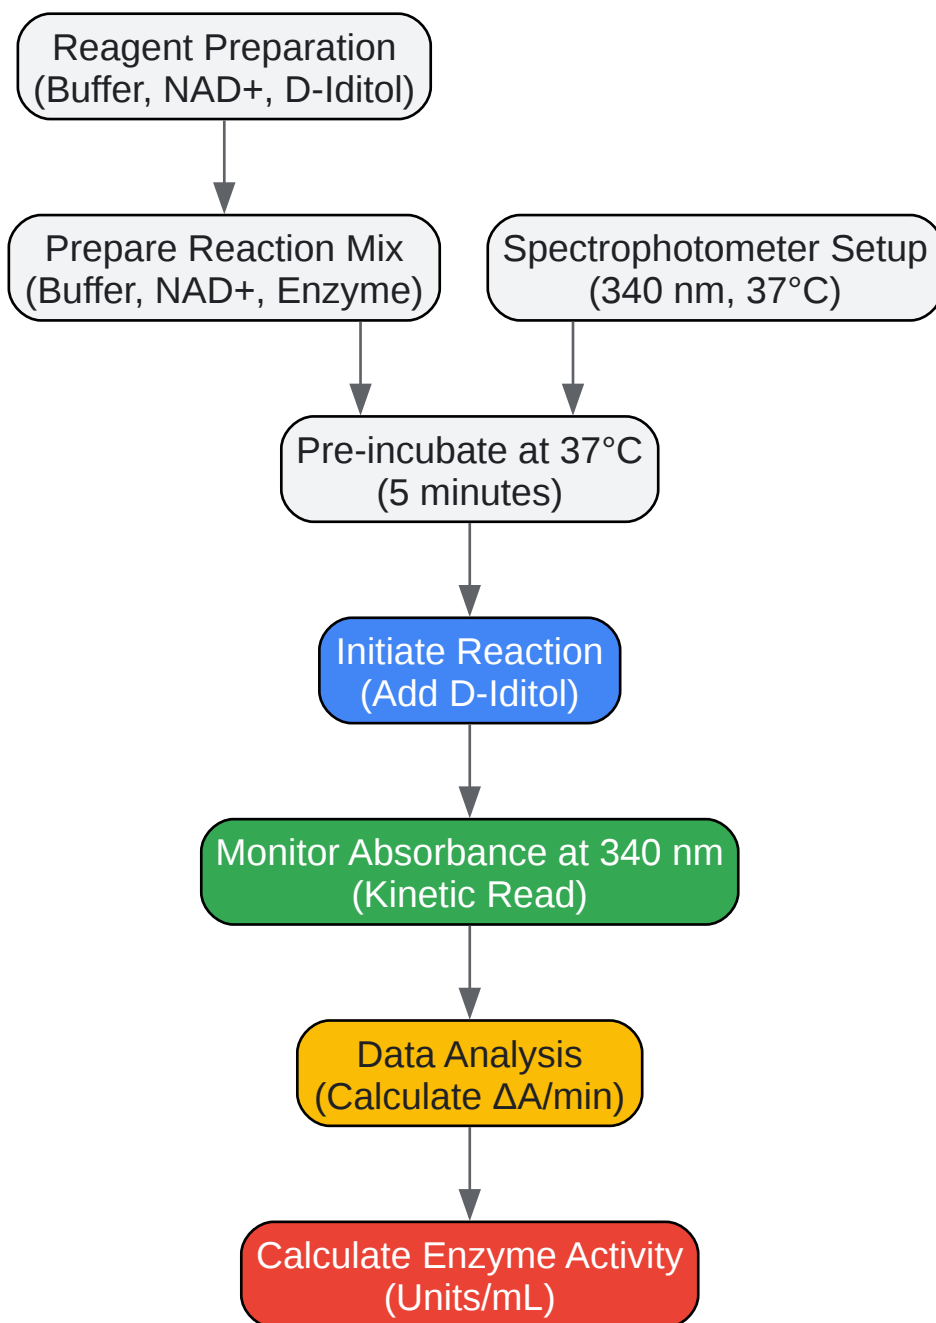 Reagent Preparation
(Buffer, NAD+, D-Iditol)
Prepare Reaction Mix
(Buffer, NAD+, Enzyme)
Spectrophotometer Setup
(340 nm, 37°C)
Pre-incubate at 37°C
(5 minutes)
Initiate Reaction
(Add D-Iditol)
Monitor Absorbance at 340 nm
(Kinetic Read)
Data Analysis
(Calculate ΔA/min)
Calculate Enzyme Activity
(Units/mL)